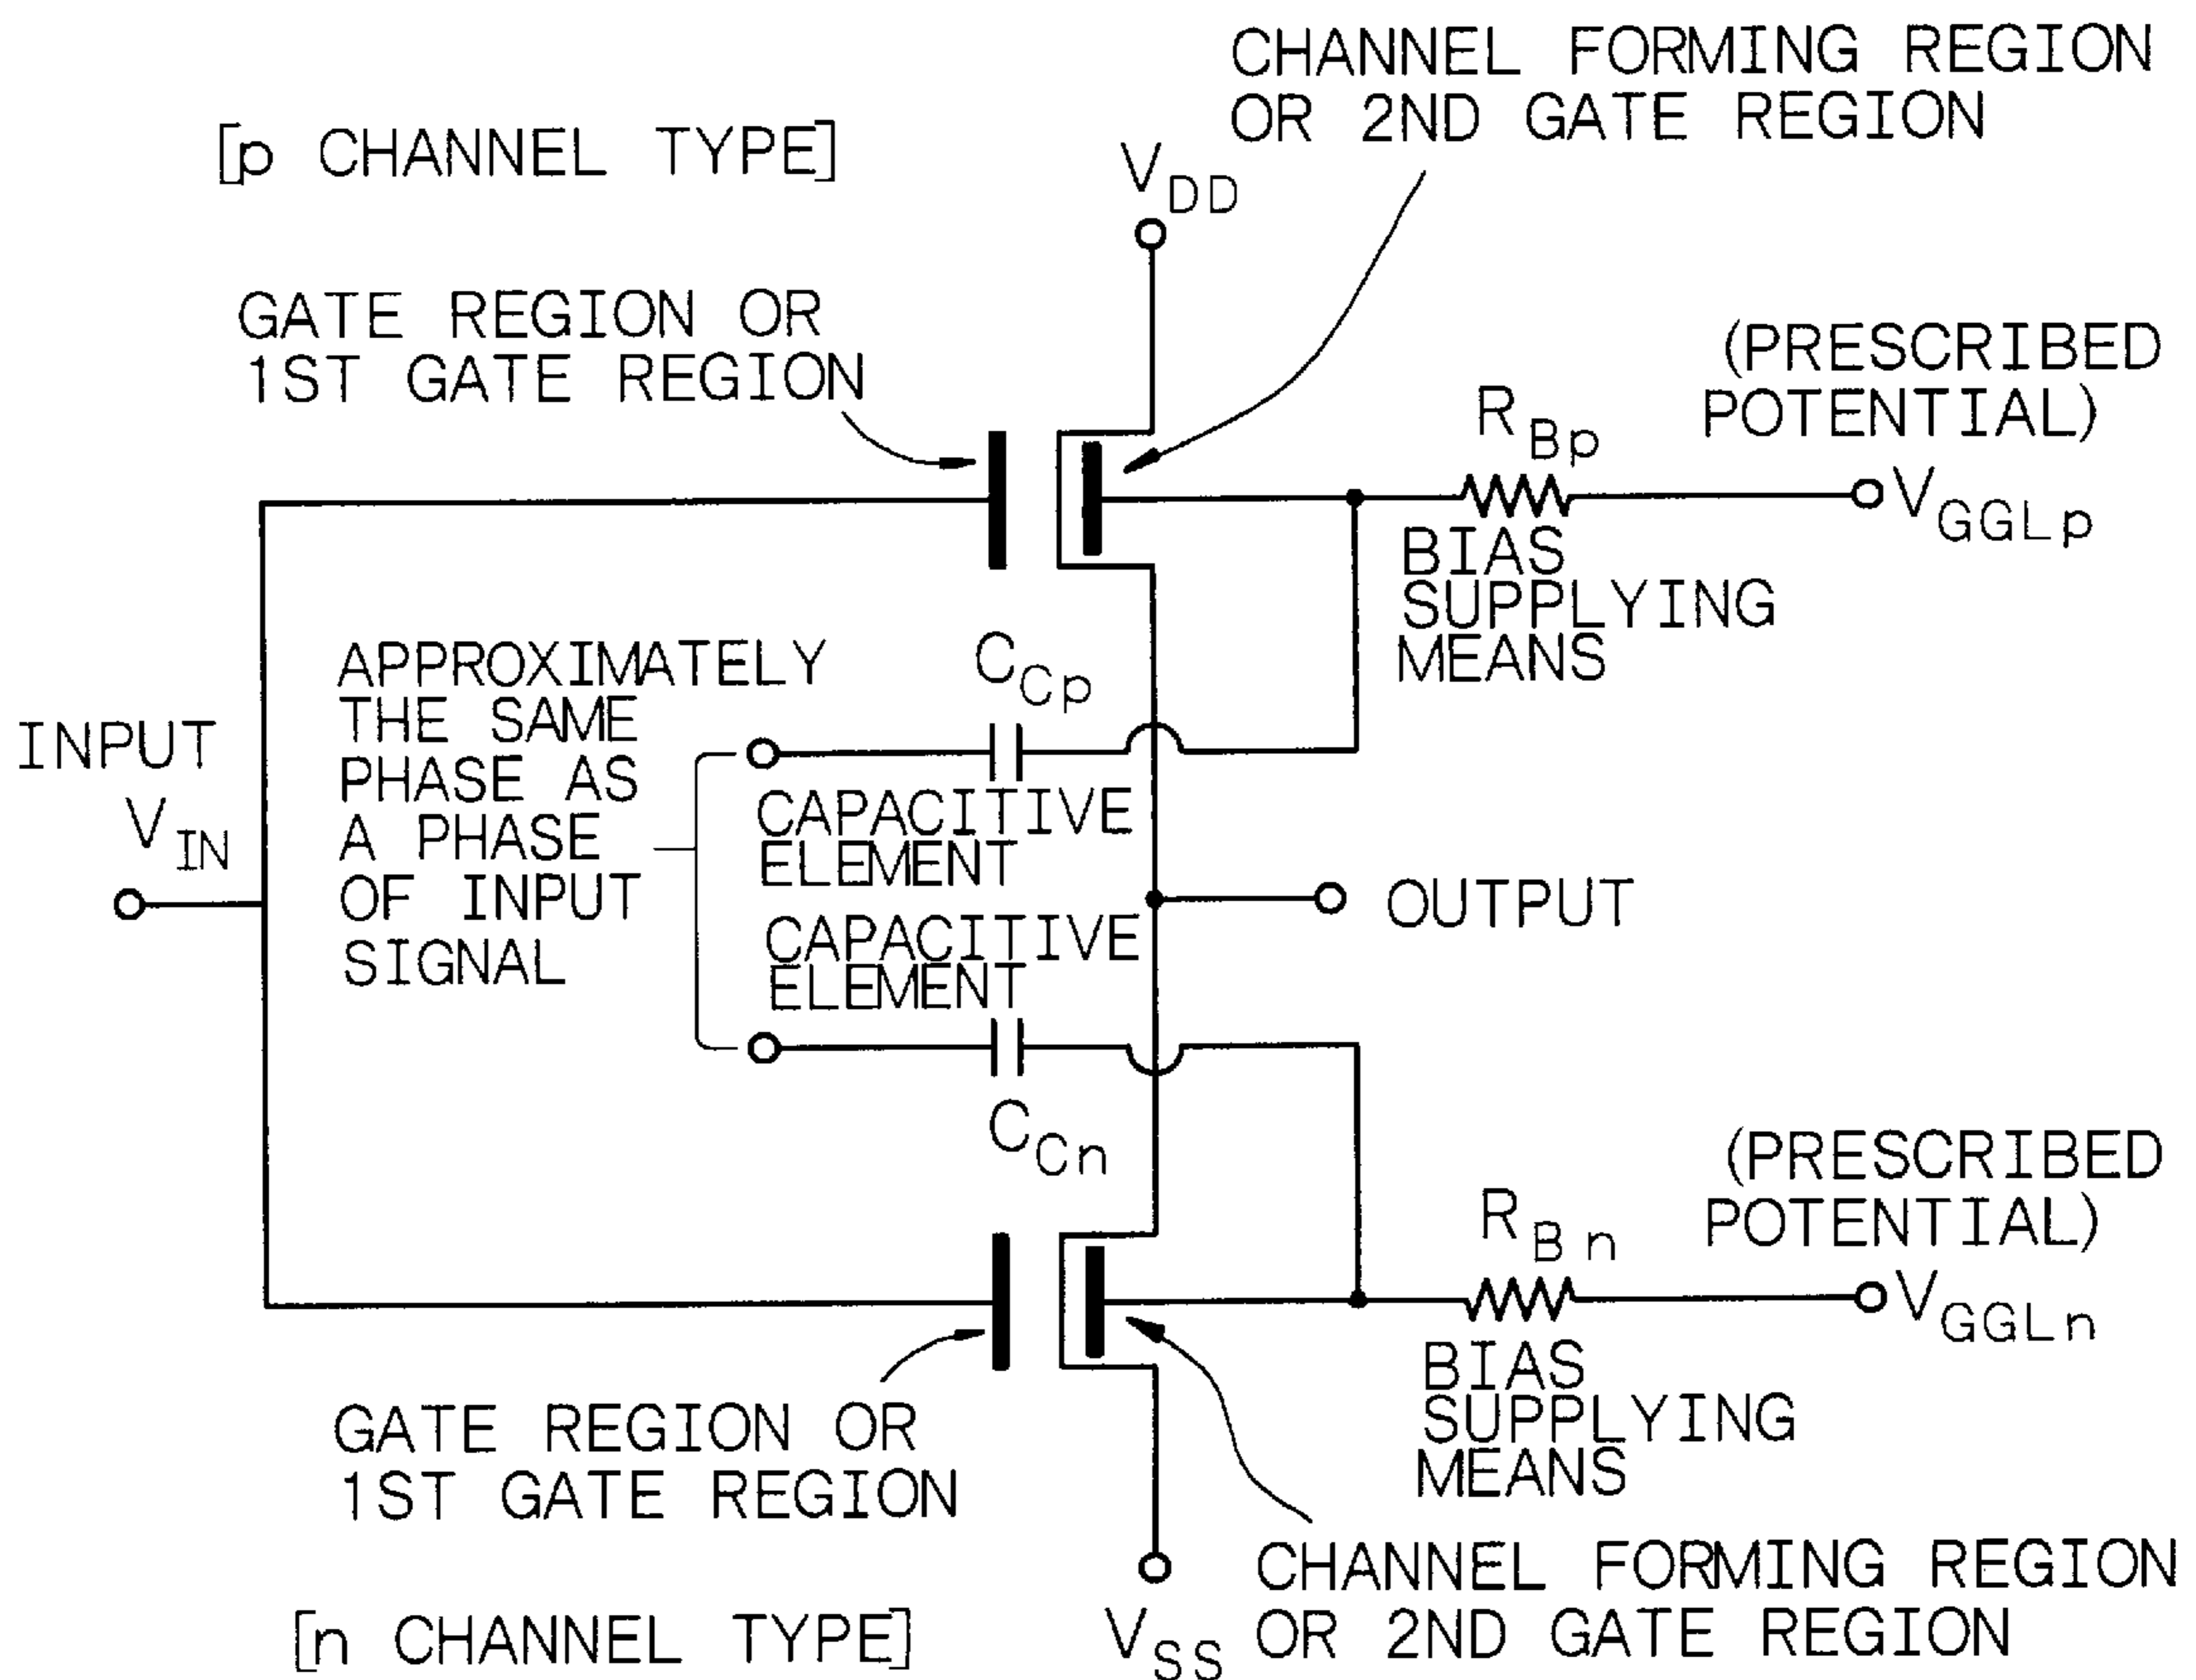 CHANNEL FORMING REGION
OR 2ND GATE REGION
[p CHANNEL TYPE]
VDD
GATE REGION OR
1ST GATE REGION
(PRESCRIBED
POTENTIAL)
RBp
VGGLp
BIAS
SUPPLYING
MEANS
CCp
APPROXIMATELY
THE SAME
PHASE AS
A PHASE
OF INPUT
SIGNAL
INPUT
VIN
CAPACITIVE
ELEMENT
OUTPUT
CAPACITIVE
ELEMENT
CCn
(PRESCRIBED
POTENTIAL)
RBn
VGGLn
BIAS
SUPPLYING
MEANS
GATE REGION OR
1ST GATE REGION
CHANNEL FORMING REGION
OR 2ND GATE REGION
VSS
[n CHANNEL TYPE]